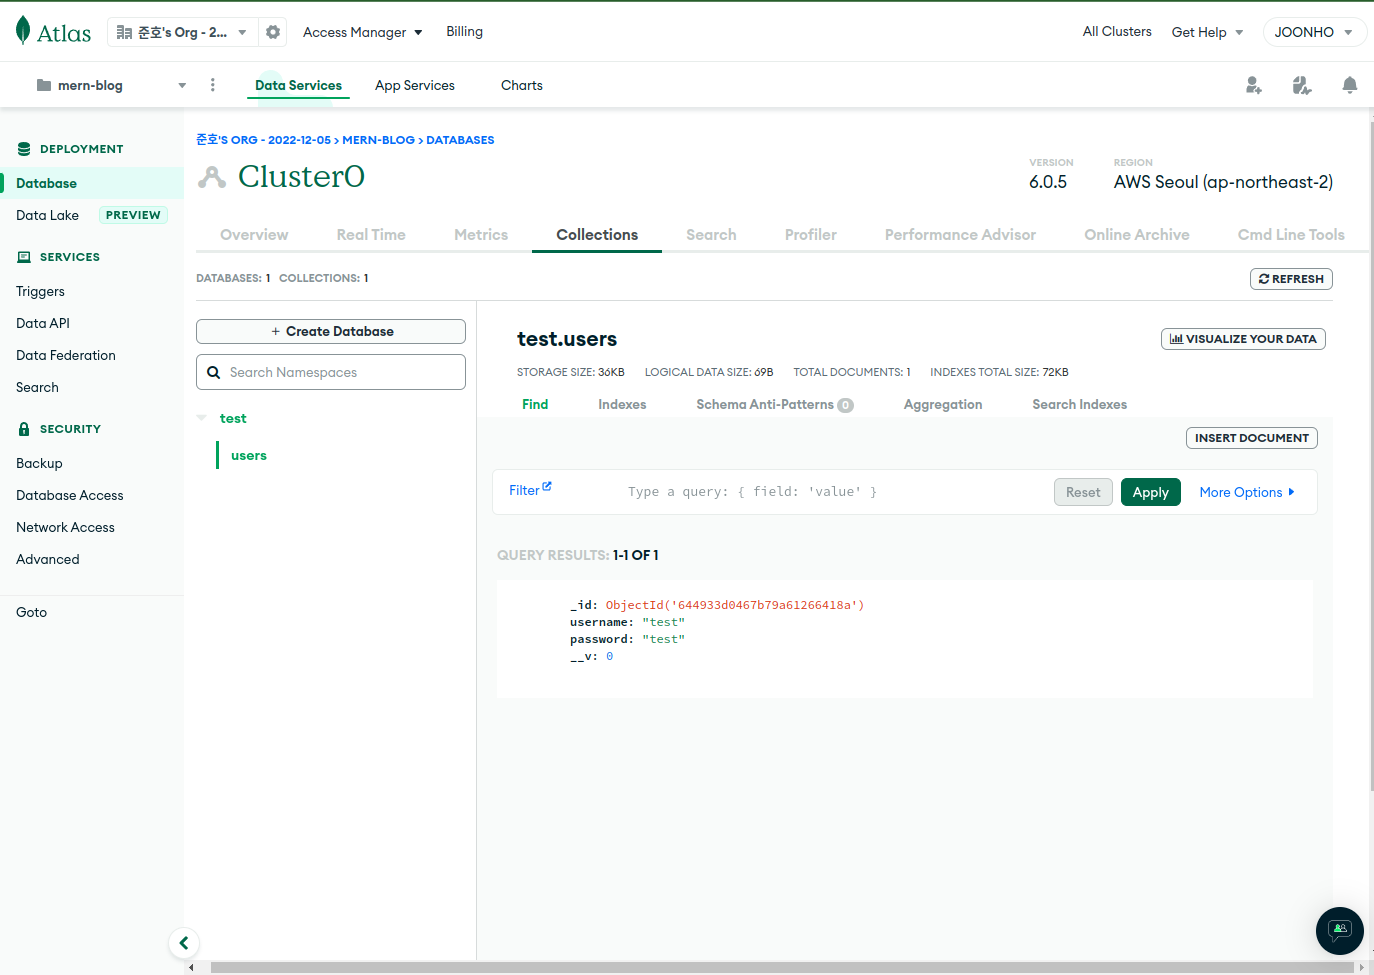 Atlas
준호's Org - 2...
Access Manager
Billing
All Clusters
Get Help
JOONHO
mern-blog
Data Services
App Services
Charts
DEPLOYMENT
Database
Data Lake PREVIEW
SERVICES
Triggers
Data API
Data Federation
Search
SECURITY
Backup
Database Access
Network Access
Advanced
Goto
준호'S ORG - 2022-12-05 > MERN-BLOG > DATABASES
Cluster0
VERSION
6.0.5
REGION
AWS Seoul (ap-northeast-2)
Overview
Real Time
Metrics
Collections
Search
Profiler
Performance Advisor
Online Archive
Cmd Line Tools
DATABASES: 1 COLLECTIONS: 1
REFRESH
+ Create Database
Search Namespaces
test
users
test.users
VISUALIZE YOUR DATA
STORAGE SIZE: 36KB LOGICAL DATA SIZE: 69B TOTAL DOCUMENTS: 1 INDEXES TOTAL SIZE: 72KB
Find
Indexes
Schema Anti-Patterns 0
Aggregation
Search Indexes
INSERT DOCUMENT
Filter
Type a query: { field: 'value' }
Reset
Apply
More Options
QUERY RESULTS: 1-1 OF 1
_id: ObjectId('644933d0467b79a61266418a')
username: "test"
password: "test"
__v: 0